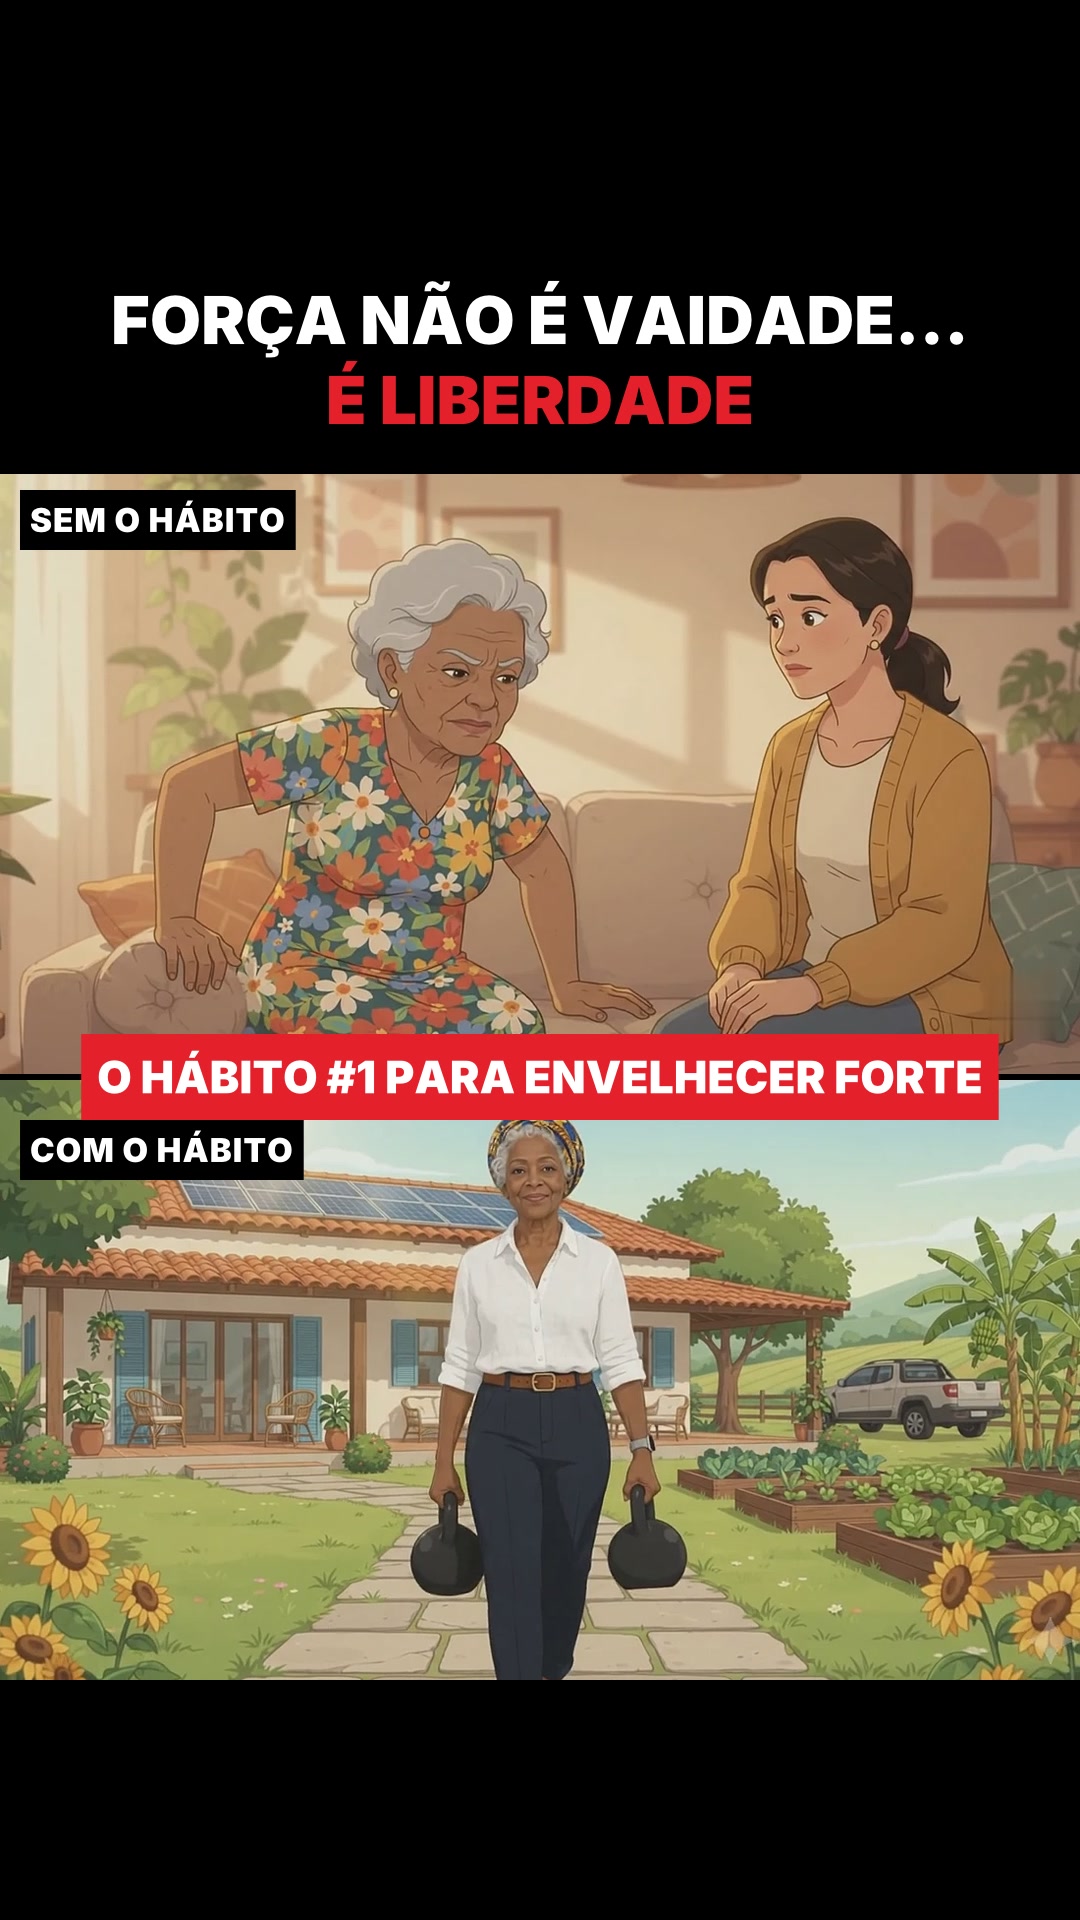 FORÇA NÃO É VAIDADE...
É LIBERDADE
SEM O HÁBITO
O HÁBITO #1 PARA ENVELHECER FORTE
COM O HÁBITO